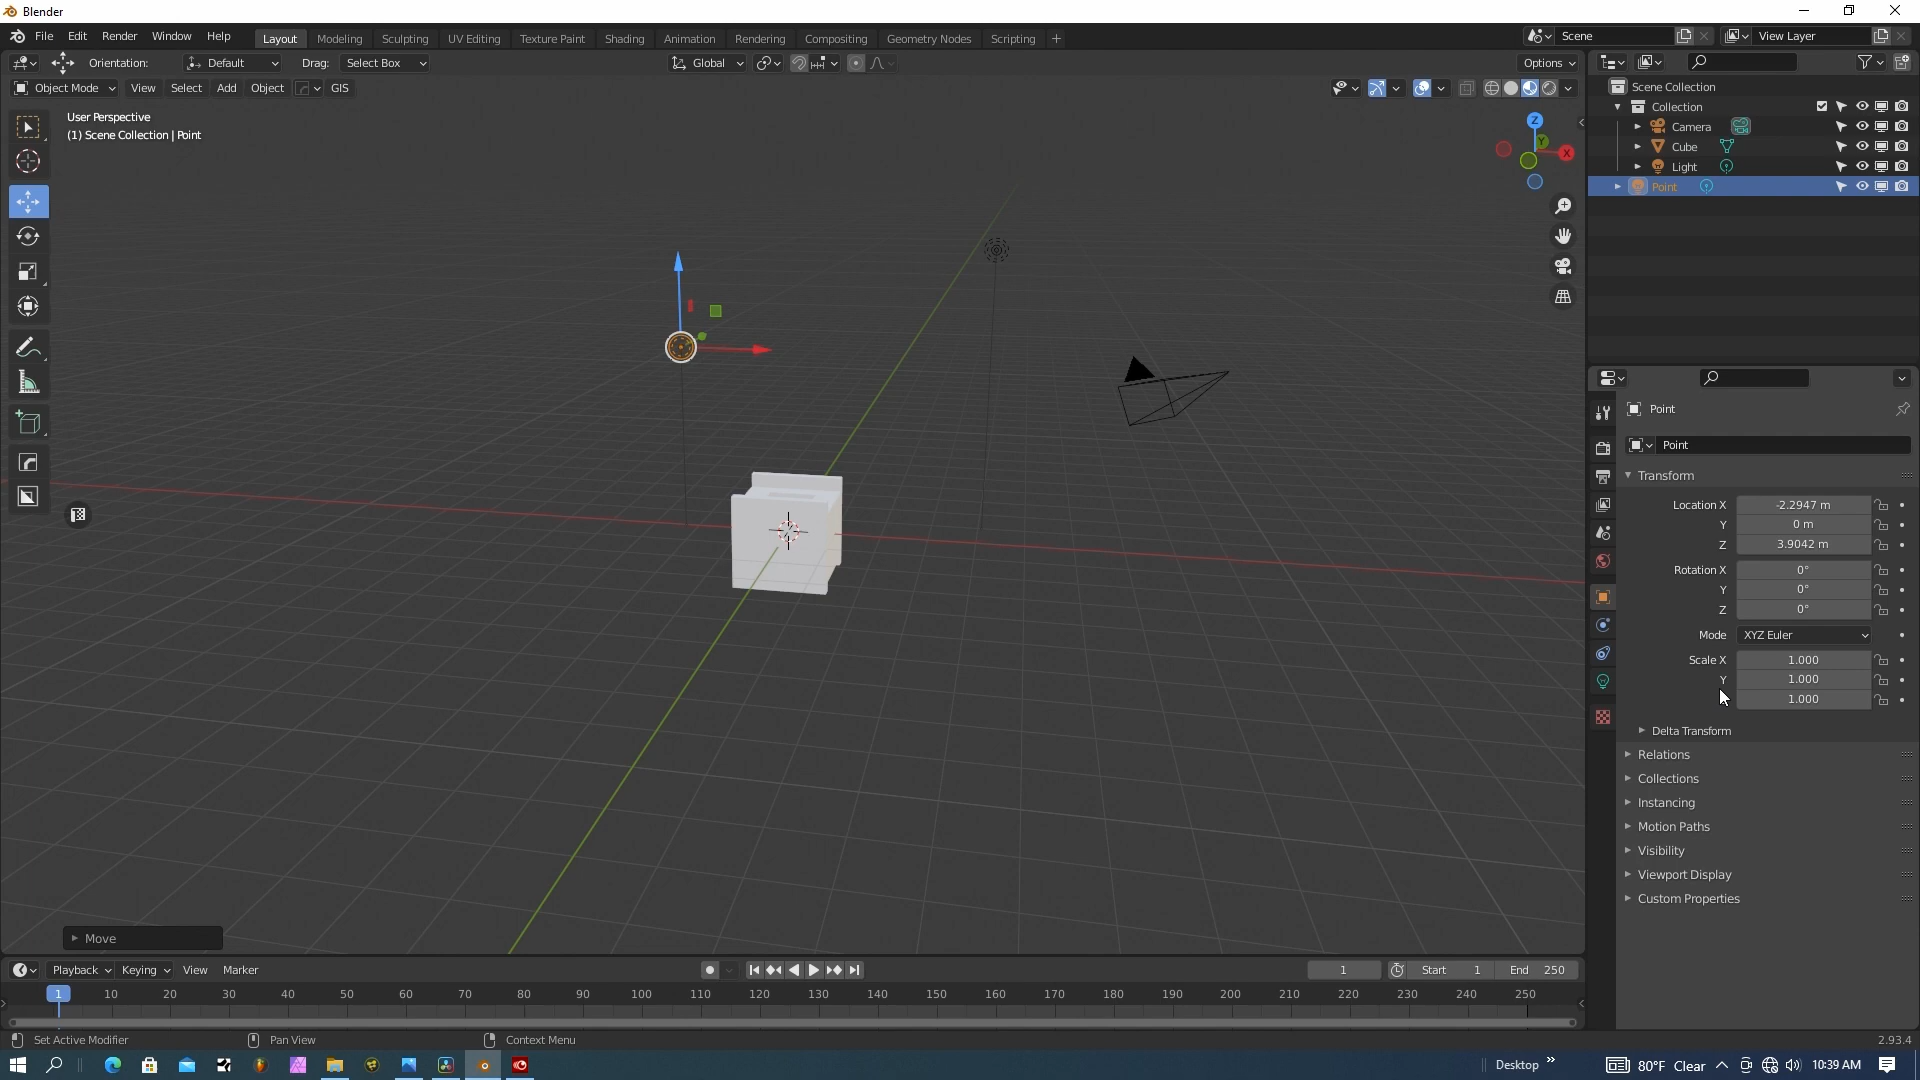 Blender
File Edit Render Window Help
Layout Modeling Sculpting UV Editing Texture Paint Shading Animation Rendering Compositing Geometry Nodes Scripting +
Scene View Layer
Orientation: Default Drag: Select Box Global Options
Object Mode View Select Add Object GIS
User Perspective
(1) Scene Collection | Point
Z
Y
X
Scene Collection
Collection
Camera
Cube
Light
Point
Point
Point
Transform
Location X -2.2947 m
Y 0 m
Z 3.9042 m
Rotation X 0°
Y 0°
Z 0°
Mode XYZ Euler
Scale X 1.000
Y 1.000
1.000
Delta Transform
Relations
Collections
Instancing
Motion Paths
Visibility
Viewport Display
Custom Properties
Move
Playback Keying View Marker
1 Start 1 End 250
1 10 20 30 40 50 60 70 80 90 100 110 120 130 140 150 160 170 180 190 200 210 220 230 240 250
Set Active Modifier Pan View Context Menu 2.93.4
Desktop 80°F Clear 10:39 AM